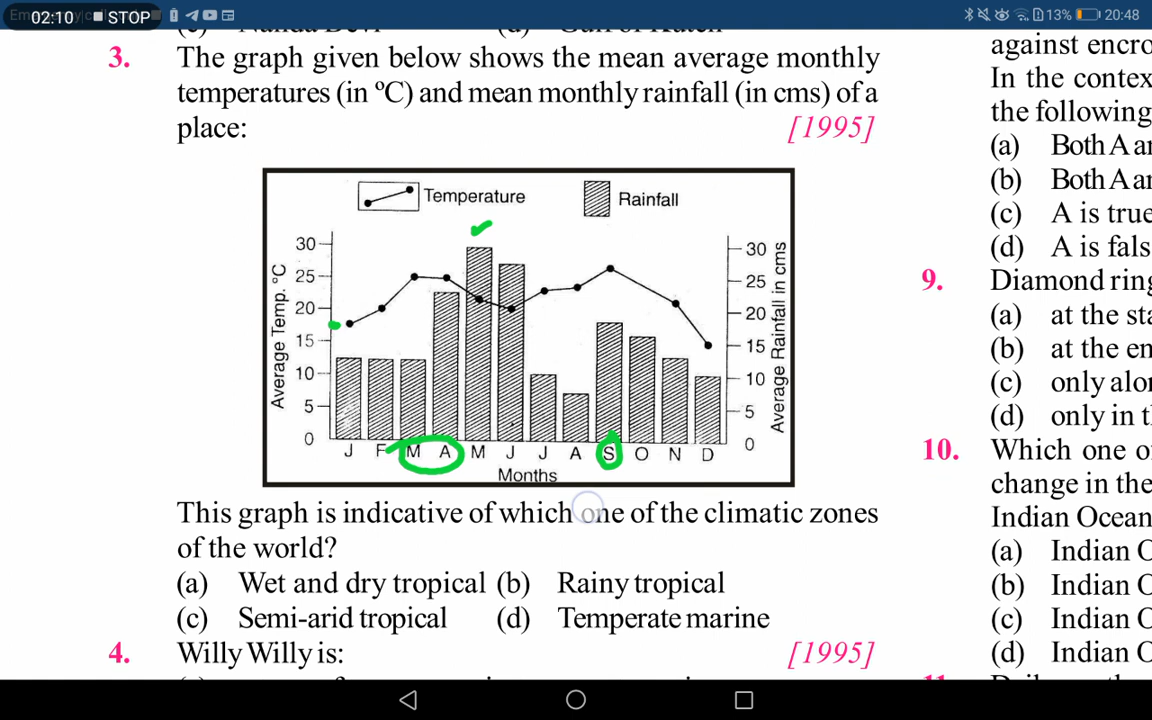 02:10 STOP
13% 20:48
3. The graph given below shows the mean average monthly
temperatures (in ºC) and mean monthly rainfall (in cms) of a
place: [1995]
Temperature Rainfall
30
25
20
15
10
5
0
Average Temp. °C
30
25
20
15
10
5
0
Average Rainfall in cms
J F M A M J J A S O N D
Months
This graph is indicative of which one of the climatic zones
of the world?
(a) Wet and dry tropical (b) Rainy tropical
(c) Semi-arid tropical (d) Temperate marine
4. Willy Willy is: [1995]
against encro
In the contex
the following
(a) Both A
(b) Both A
(c) A is true
(d) A is fals
9. Diamond ring
(a) at the
(b) at the
(c) only
(d) only in
10. Which one
change in the
Indian Ocean
(a) Indian
(b) Indian
(c) Indian
(d) Indian